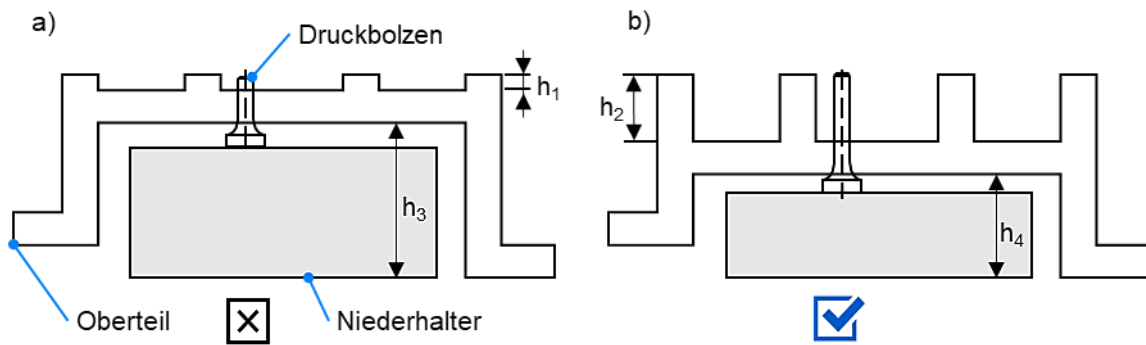 a)
Druckbolzen
h₁
h₃
Oberteil
Niederhalter
b)
h₂
h₄